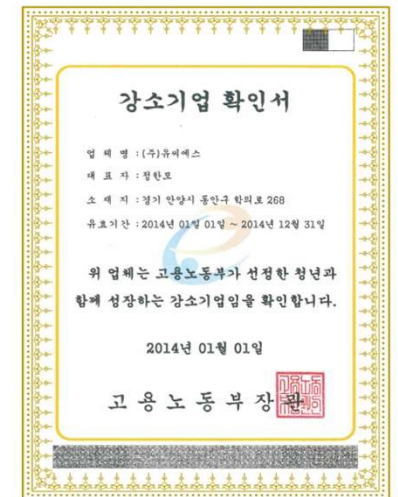 강소기업 확인서
업 체 명 : (주)유비에스
대 표 자 : 정한모
소 재 지 : 경기 안양시 동안구 학의로 268
유효기간 : 2014년 01월 01일 ~ 2014년 12월 31일
위 업체는 고용노동부가 선정한 청년과
함께 성장하는 강소기업임을 확인합니다.
2014년 01월 01일
고 용 노 동 부 장 관